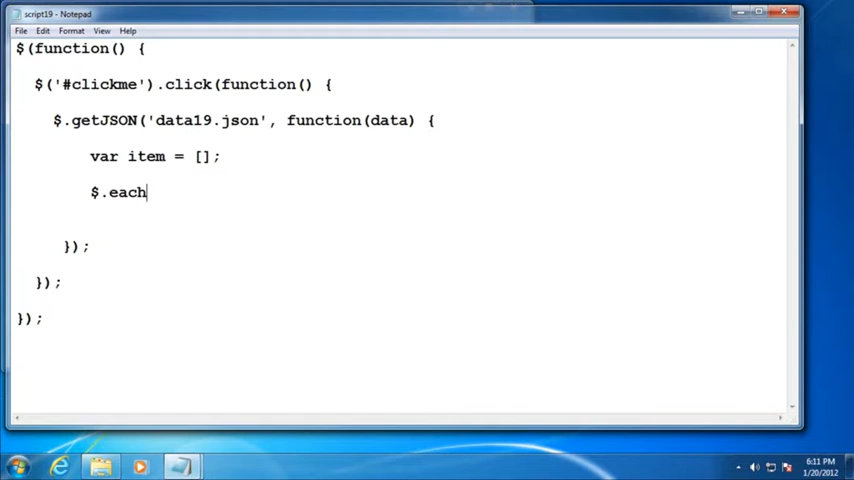 script19 - Notepad
File Edit Format View Help
$(function() {
$('#clickme').click(function() {
$.getJSON('data19.json', function(data) {
var item = [];
$.each
});
});
});
6:11 PM
1/20/2012